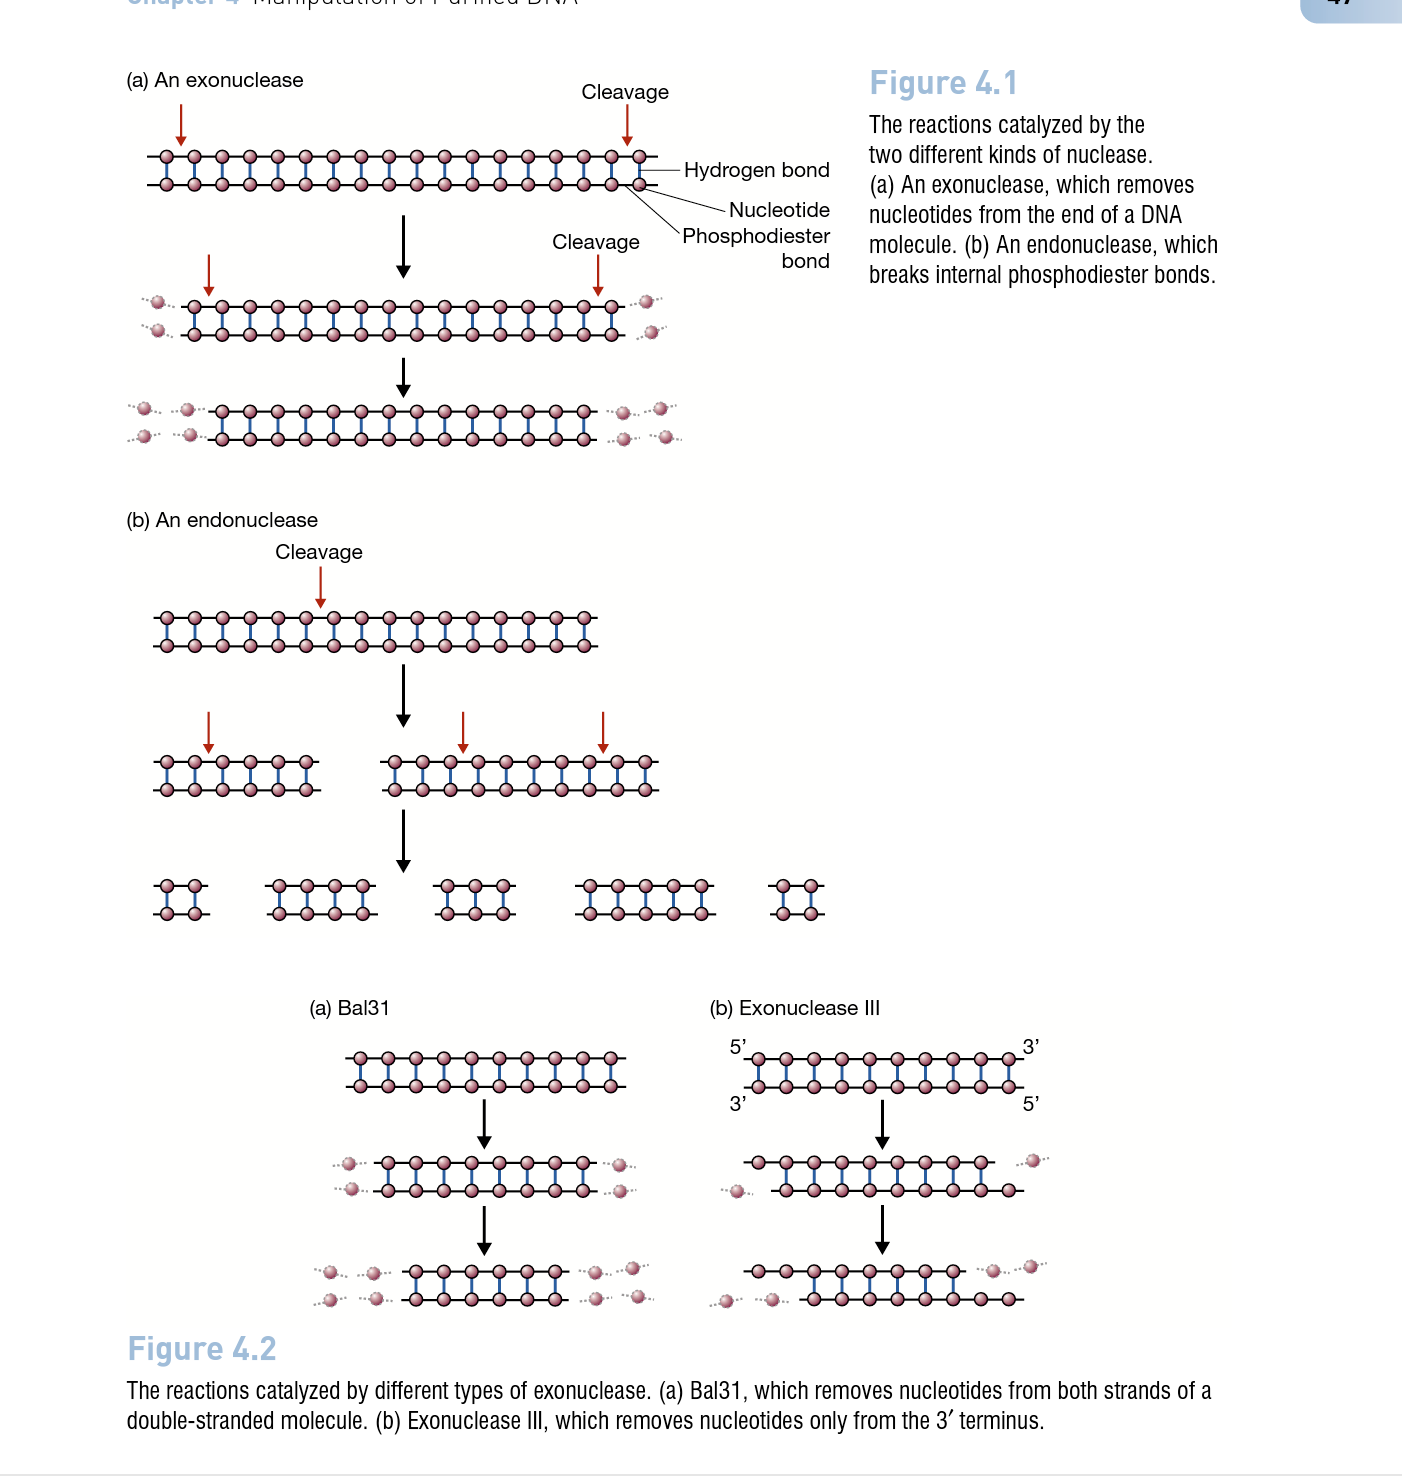 Chapter 4 Manipulation of Purified DNA
47
(a) An exonuclease
Cleavage
Hydrogen bond
Nucleotide
Phosphodiester
bond
Cleavage
Figure 4.1
The reactions catalyzed by the
two different kinds of nuclease.
(a) An exonuclease, which removes
nucleotides from the end of a DNA
molecule. (b) An endonuclease, which
breaks internal phosphodiester bonds.
(b) An endonuclease
Cleavage
(a) Bal31
(b) Exonuclease III
5’ 3’
3’ 5’
Figure 4.2
The reactions catalyzed by different types of exonuclease. (a) Bal31, which removes nucleotides from both strands of a
double-stranded molecule. (b) Exonuclease III, which removes nucleotides only from the 3′ terminus.